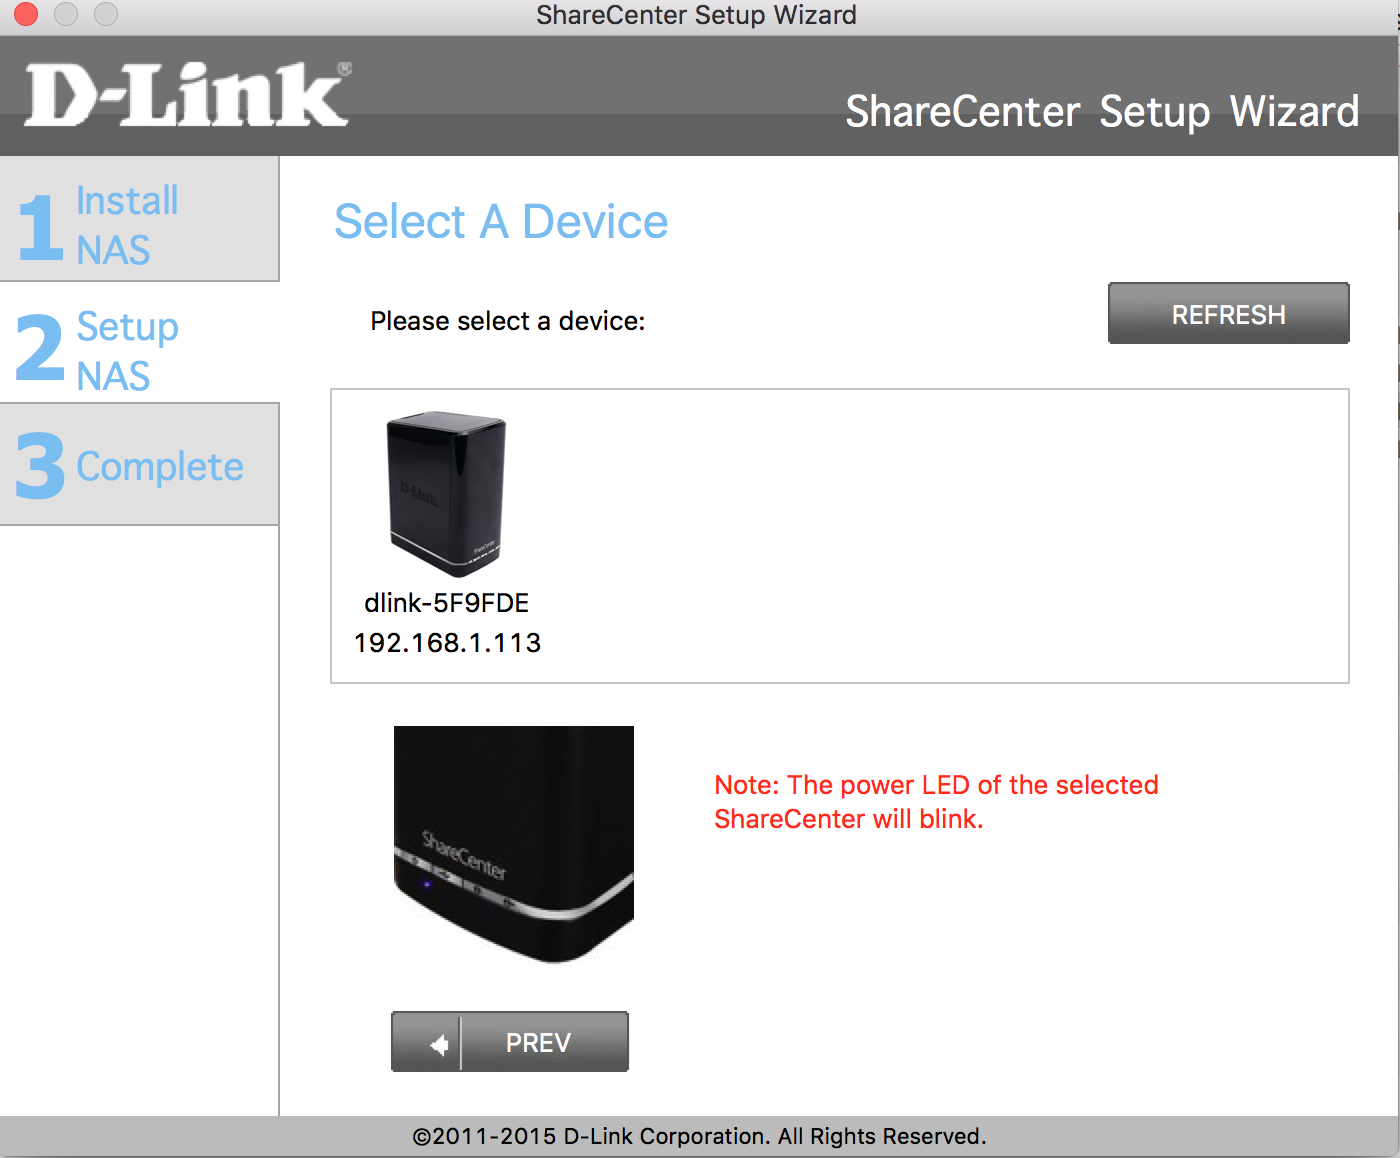 ShareCenter Setup Wizard
D-Link®
ShareCenter Setup Wizard
1 Install
NAS
2 Setup
NAS
3 Complete
Select A Device
Please select a device:
REFRESH
D-Link
ShareCenter
dlink-5F9FDE
192.168.1.113
ShareCenter
Note: The power LED of the selected
ShareCenter will blink.
PREV
©2011-2015 D-Link Corporation. All Rights Reserved.